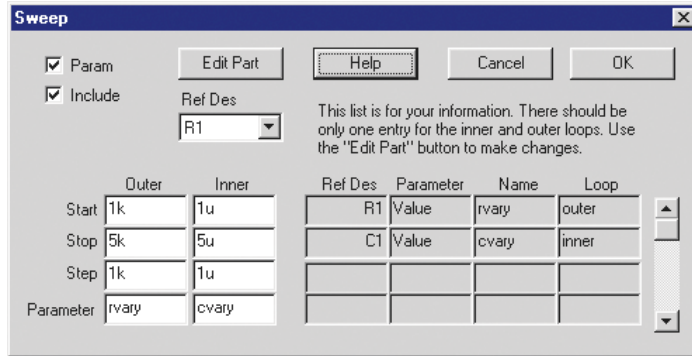 Sweep
Param
Edit Part
Help
Cancel
OK
Include
Ref Des
R1
This list is for your information. There should be
only one entry for the inner and outer loops. Use
the "Edit Part" button to make changes.
Outer Inner
Start 1k 1u
Stop 5k 5u
Step 1k 1u
Parameter rvary cvary
Ref Des Parameter Name Loop
R1 Value rvary outer
C1 Value cvary inner